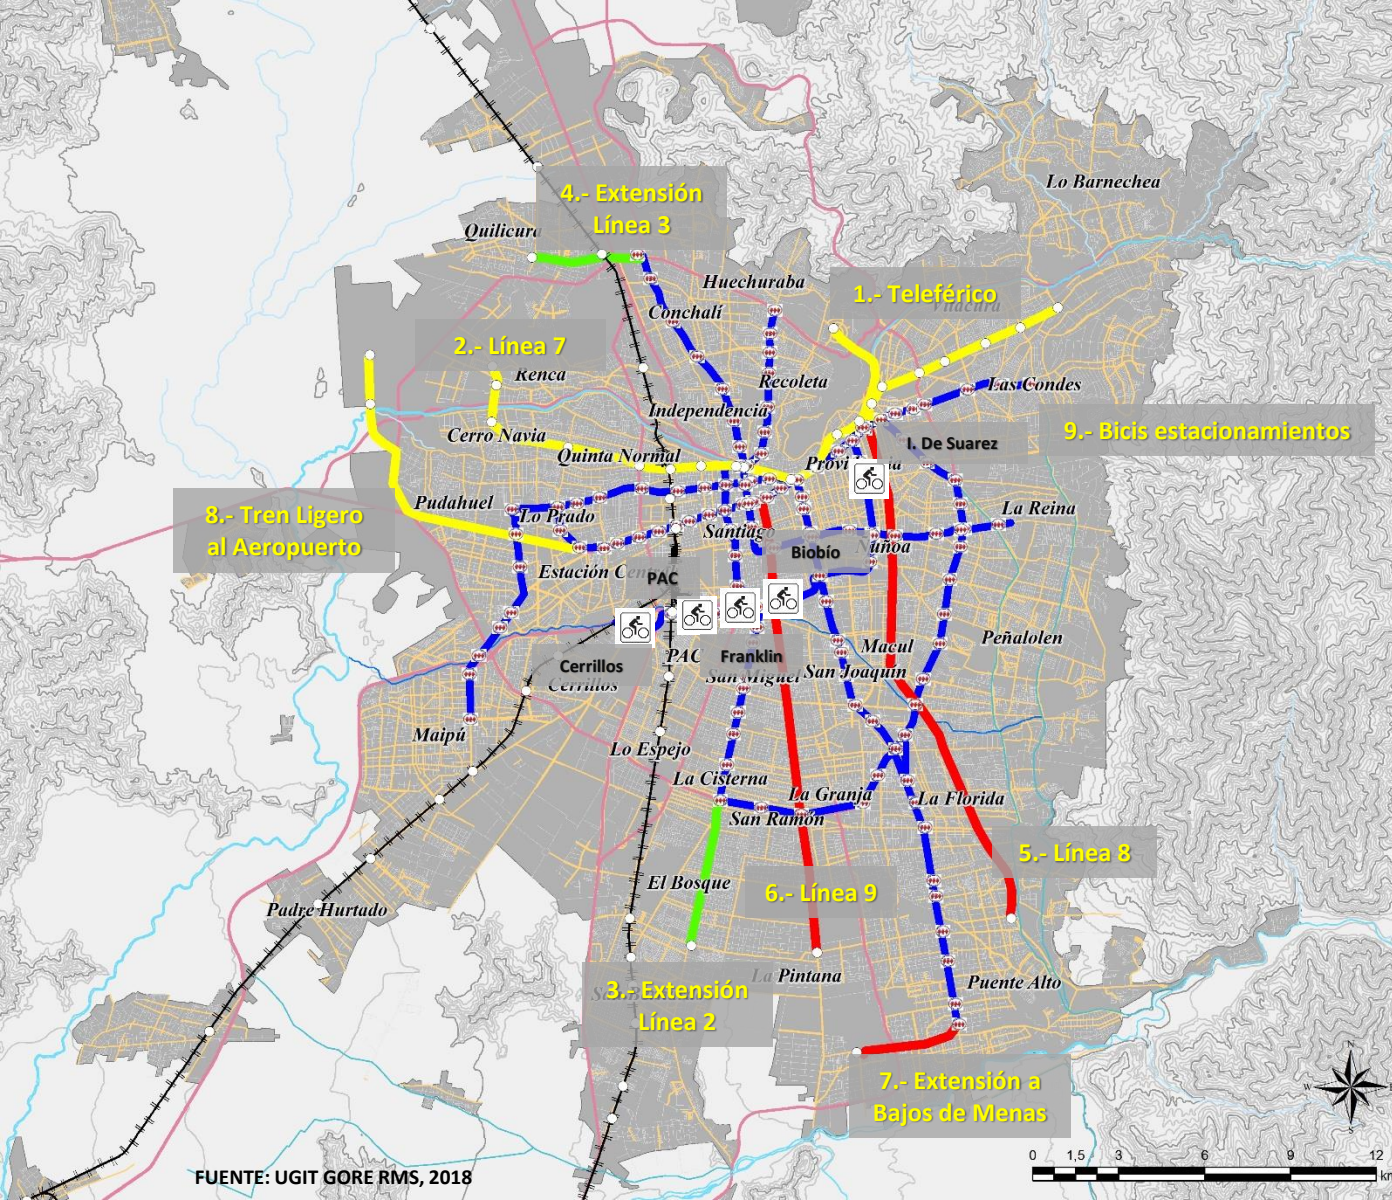 Lo Barnechea
4.- Extensión
Línea 3
Quilicura
Huechuraba
1.- Teleférico
Vitacura
Conchalí
2.- Línea 7
Renca
Recoleta
Las Condes
Independencia
Cerro Navia
9.- Bicis estacionamientos
I. De Suarez
Quinta Normal
Providencia
Pudahuel
8.- Tren Ligero
al Aeropuerto
Lo Prado
La Reina
Santiago
Biobío
Ñuñoa
Estación Central
PAC
Peñalolen
Macul
PAC
Franklin
Cerrillos
San Miguel
San Joaquín
Cerrillos
Maipú
Lo Espejo
La Cisterna
La Granja
La Florida
San Ramón
5.- Línea 8
El Bosque
6.- Línea 9
Padre Hurtado
La Pintana
Puente Alto
3.- Extensión
Línea 2
7.- Extensión a
Bajos de Menas
N
W
S
0 1,5 3 6 9 12
km
FUENTE: UGIT GORE RMS, 2018